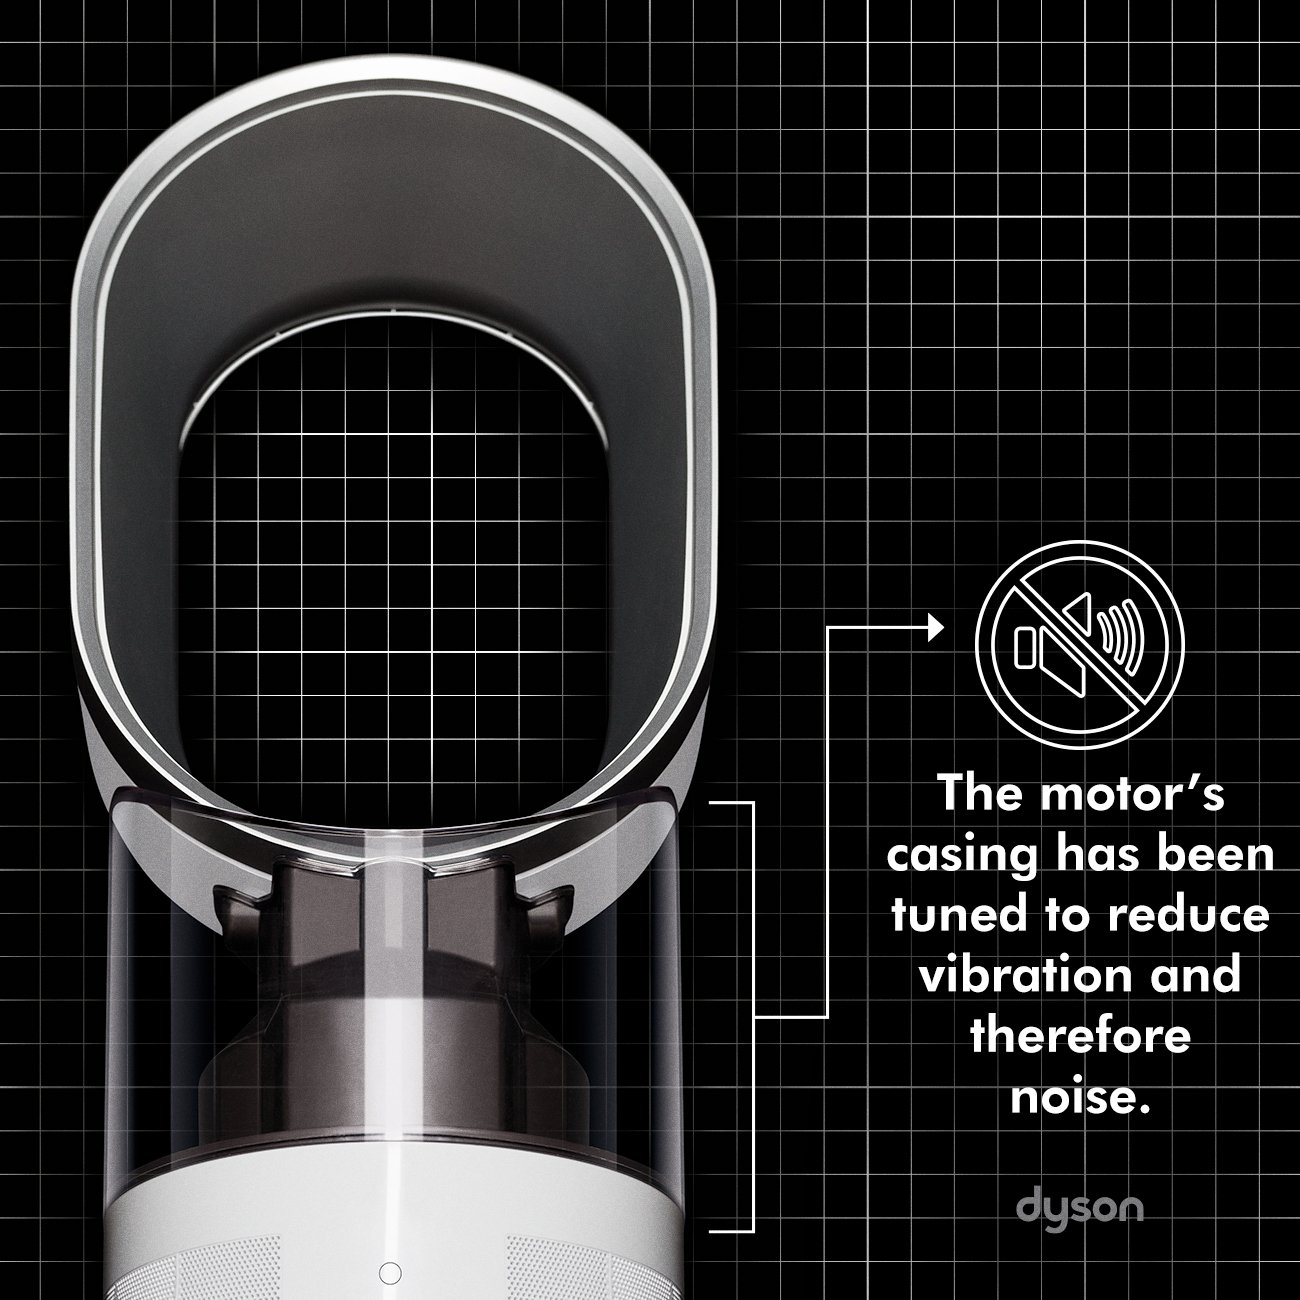 The motor’s
casing has been
tuned to reduce
vibration and
therefore
noise.
dyson